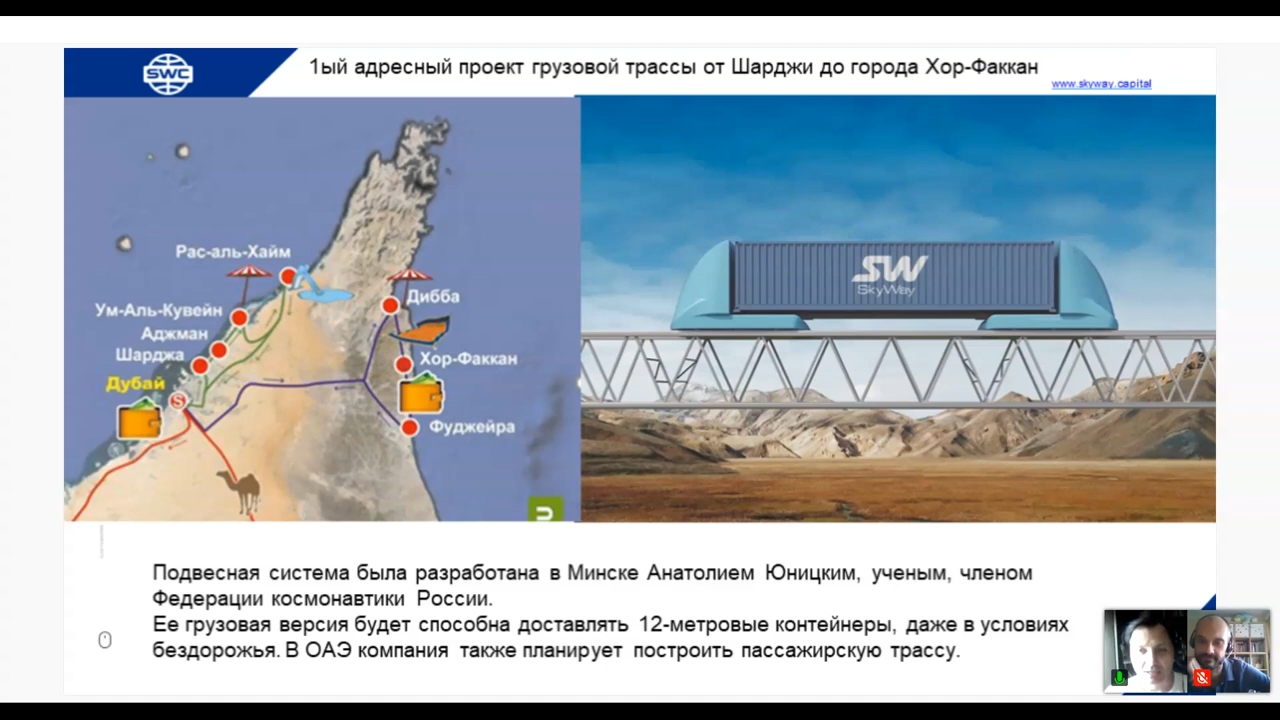 SWC
1ый адресный проект грузовой трассы от Шарджи до города Хор-Факкан
www.skyway.capital
Рас-аль-Хайм
Ум-Аль-Кувейн
Аджман
Шарджа
Дубай
S
Дибба
Хор-Факкан
Фуджейра
SW
SkyWay
Подвесная система была разработана в Минске Анатолием Юницким, ученым, членом
Федерации космонавтики России.
Ее грузовая версия будет способна доставлять 12-метровые контейнеры, даже в условиях
бездорожья. В ОАЭ компания также планирует построить пассажирскую трассу.